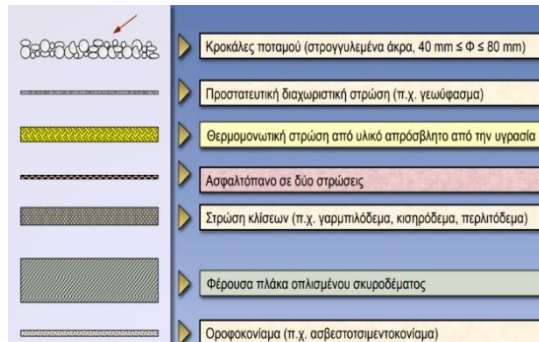 Κροκάλες ποταμού (στρογγυλεμένα άκρα, 40 mm ≤ Φ ≤ 80 mm)
Προστατευτική διαχωριστική στρώση (π.χ. γεωύφασμα)
Θερμομονωτική στρώση από υλικό απρόσβλητο από την υγρασία
Ασφαλτόπανο σε δύο στρώσεις
Στρώση κλίσεων (π.χ. γαρμπιλόδεμα, κισηρόδεμα, περλιτόδεμα)
Φέρουσα πλάκα οπλισμένου σκυροδέματος
Οροφοκονίαμα (π.χ. ασβεστοτσιμεντοκονίαμα)